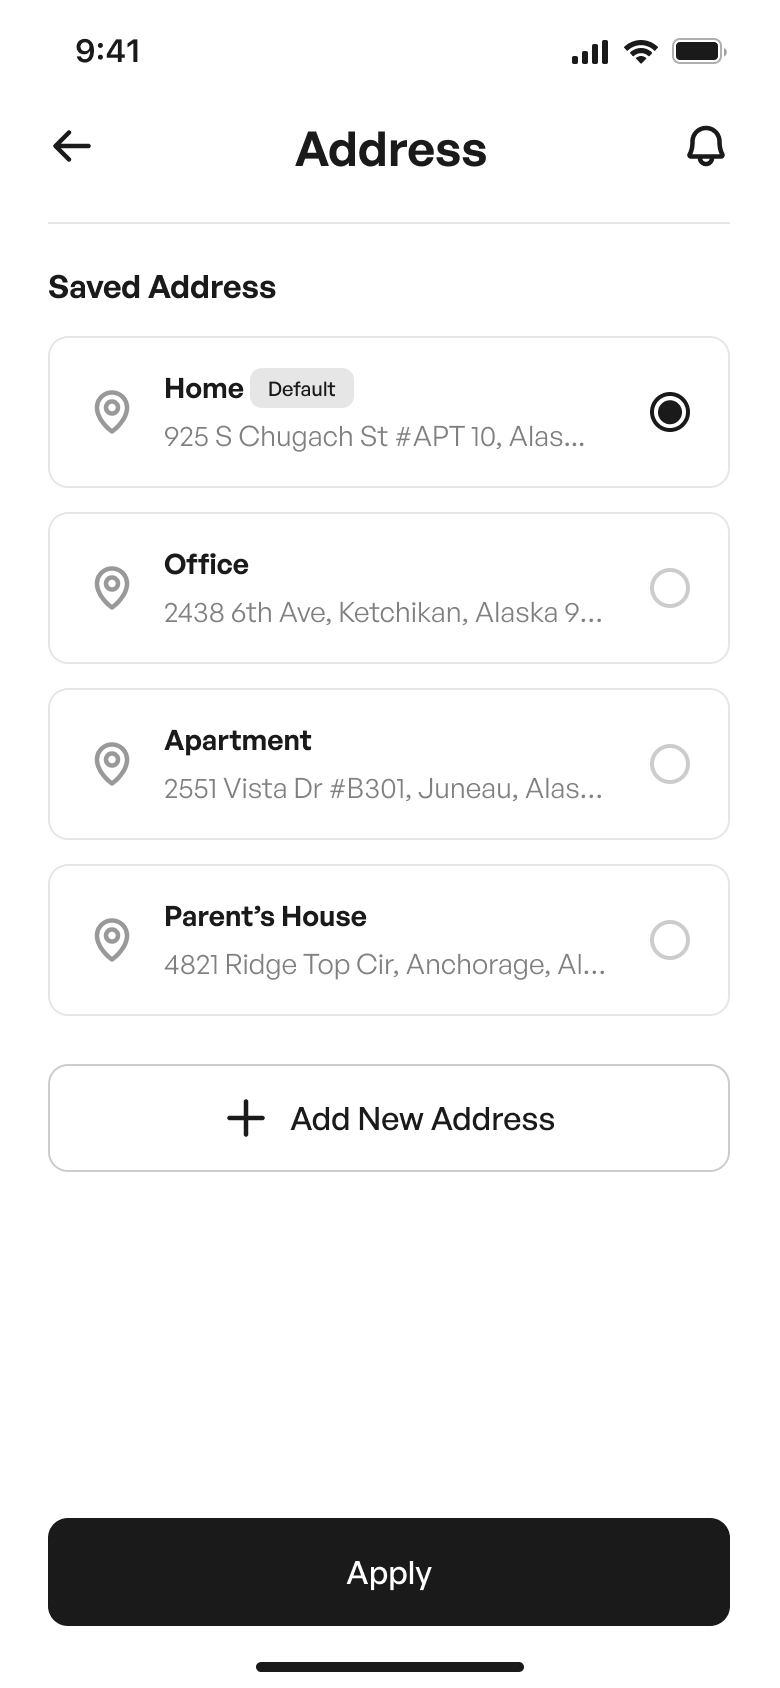 9:41
Address
Saved Address
Home Default
925 S Chugach St #APT 10, Alas...
Office
2438 6th Ave, Ketchikan, Alaska 9...
Apartment
2551 Vista Dr #B301, Juneau, Alas...
Parent’s House
4821 Ridge Top Cir, Anchorage, Al...
Add New Address
Apply